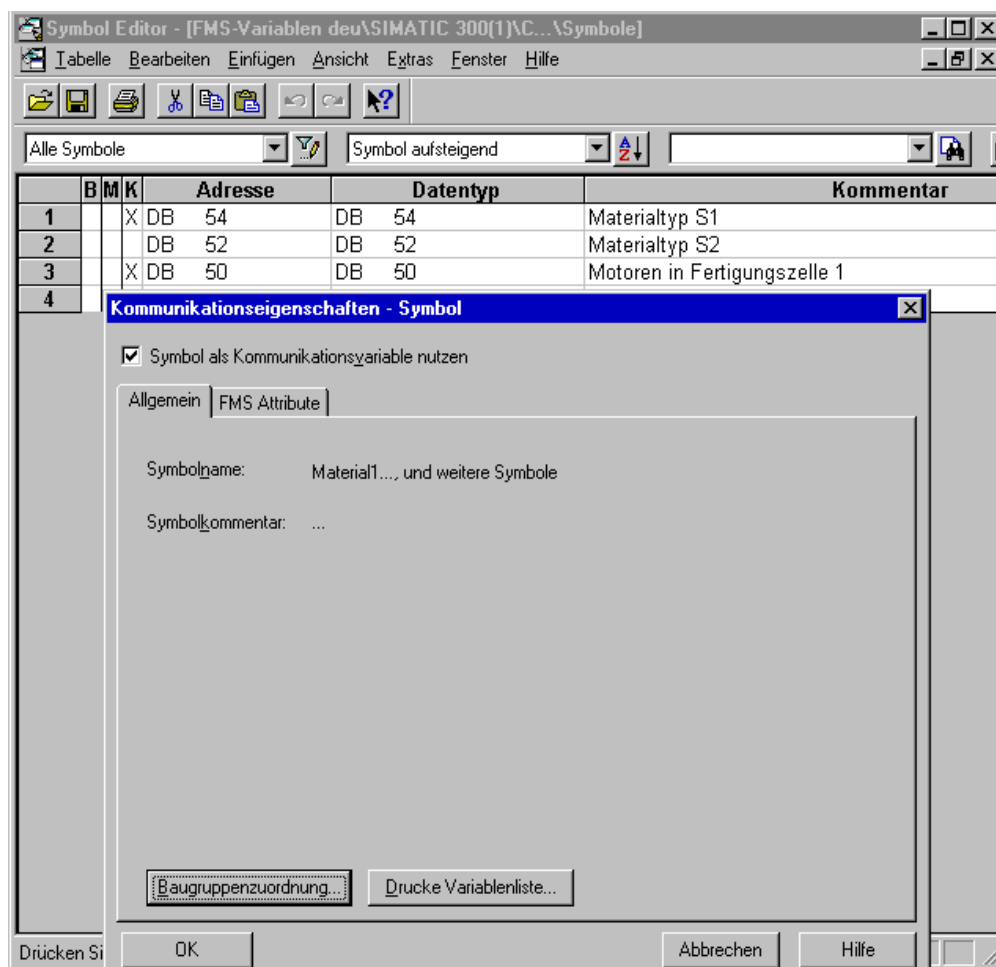 Symbol Editor - [FMS-Variablen deu\SIMATIC 300(1)\C...\Symbole]
Tabelle Bearbeiten Einfügen Ansicht Extras Fenster Hilfe
Alle Symbole Symbol aufsteigend
B M K Adresse Datentyp Kommentar
1 X DB 54 DB 54 Materialtyp S1
2 DB 52 DB 52 Materialtyp S2
3 X DB 50 DB 50 Motoren in Fertigungszelle 1
4
Kommunikationseigenschaften - Symbol
Symbol als Kommunikationsvariable nutzen
Allgemein FMS Attribute
Symbolname: Material1..., und weitere Symbole
Symbolkommentar: ...
Baugruppenzuordnung... Drucke Variablenliste...
Drücken Si OK Abbrechen Hilfe